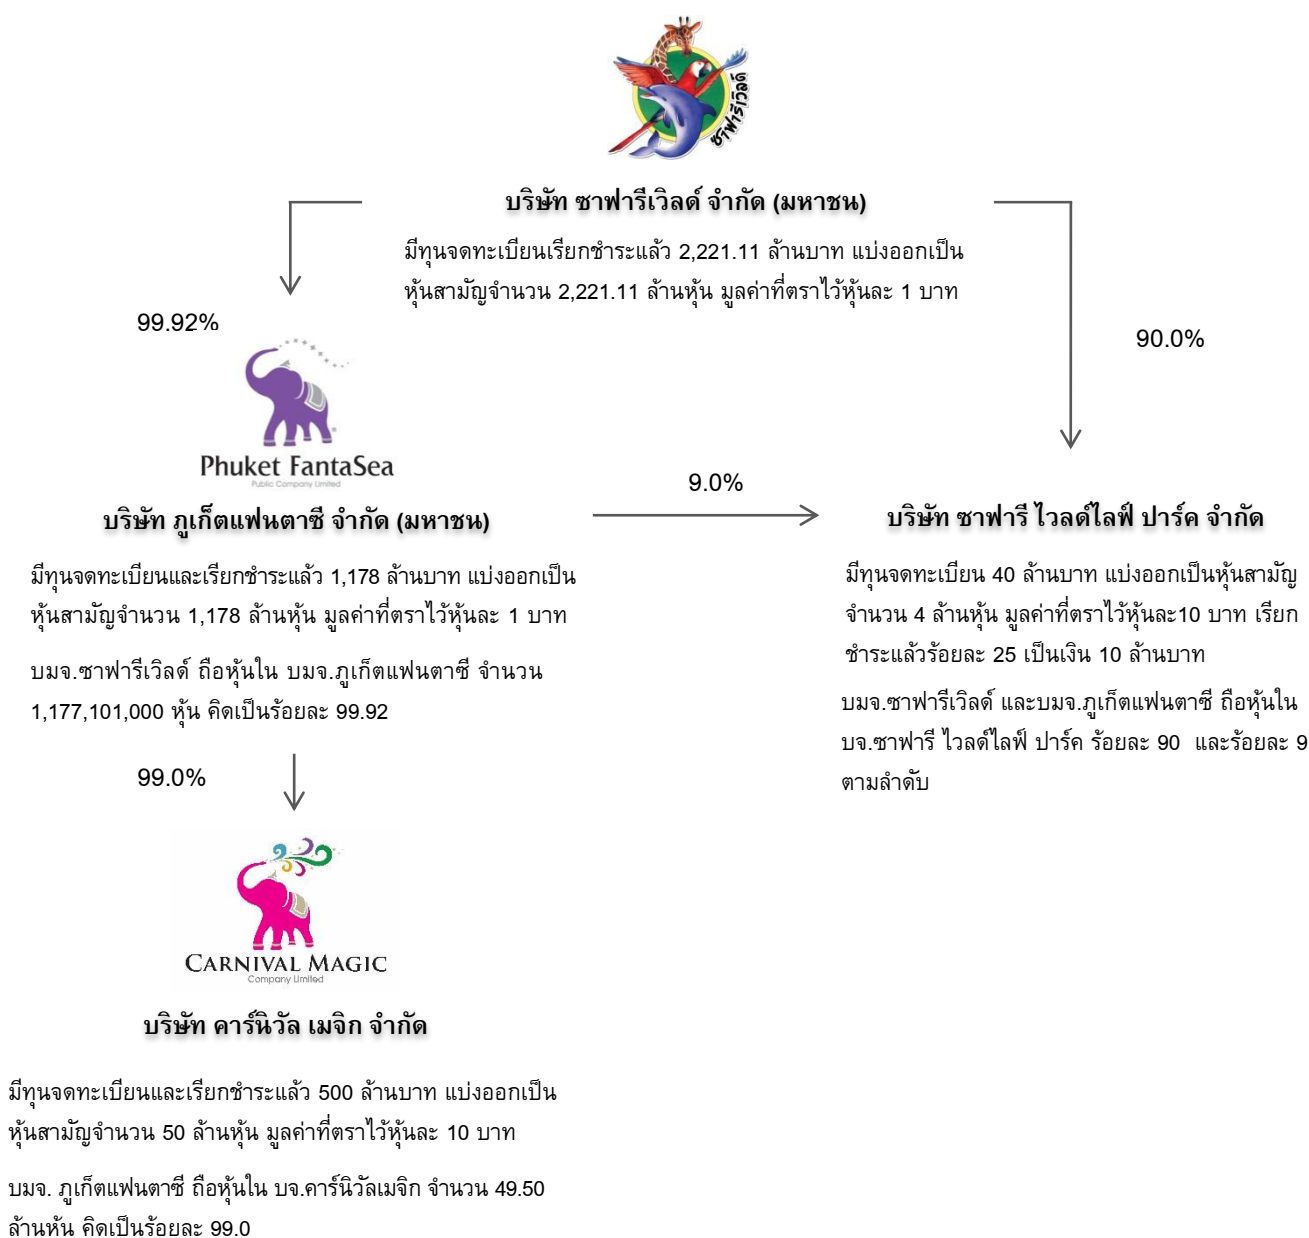 ซาฟารีเวิลด์
บริษัท ซาฟารีเวิลด์ จำกัด (มหาชน)
มีทุนจดทะเบียนเรียกชำระแล้ว 2,221.11 ล้านบาท แบ่งออกเป็น
หุ้นสามัญจำนวน 2,221.11 ล้านหุ้น มูลค่าที่ตราไว้หุ้นละ 1 บาท
99.92%
90.0%
Phuket FantaSea
Public Company Limited
9.0%
บริษัท ภูเก็ตแฟนตาซี จำกัด (มหาชน)
มีทุนจดทะเบียนและเรียกชำระแล้ว 1,178 ล้านบาท แบ่งออกเป็น
หุ้นสามัญจำนวน 1,178 ล้านหุ้น มูลค่าที่ตราไว้หุ้นละ 1 บาท
บมจ.ซาฟารีเวิลด์ ถือหุ้นใน บมจ.ภูเก็ตแฟนตาซี จำนวน
1,177,101,000 หุ้น คิดเป็นร้อยละ 99.92
บริษัท ซาฟารี ไวลด์ไลฟ์ ปาร์ค จำกัด
มีทุนจดทะเบียน 40 ล้านบาท แบ่งออกเป็นหุ้นสามัญ
จำนวน 4 ล้านหุ้น มูลค่าที่ตราไว้หุ้นละ10 บาท เรียก
ชำระแล้วร้อยละ 25 เป็นเงิน 10 ล้านบาท
บมจ.ซาฟารีเวิลด์ และบมจ.ภูเก็ตแฟนตาซี ถือหุ้นใน
บจ.ซาฟารี ไวลด์ไลฟ์ ปาร์ค ร้อยละ 90 และร้อยละ 9
ตามลำดับ
99.0%
CARNIVAL MAGIC
Company Limited
บริษัท คาร์นิวัล เมจิก จำกัด
มีทุนจดทะเบียนและเรียกชำระแล้ว 500 ล้านบาท แบ่งออกเป็น
หุ้นสามัญจำนวน 50 ล้านหุ้น มูลค่าที่ตราไว้หุ้นละ 10 บาท
บมจ. ภูเก็ตแฟนตาซี ถือหุ้นใน บจ.คาร์นิวัลเมจิก จำนวน 49.50
ล้านหุ้น คิดเป็นร้อยละ 99.0